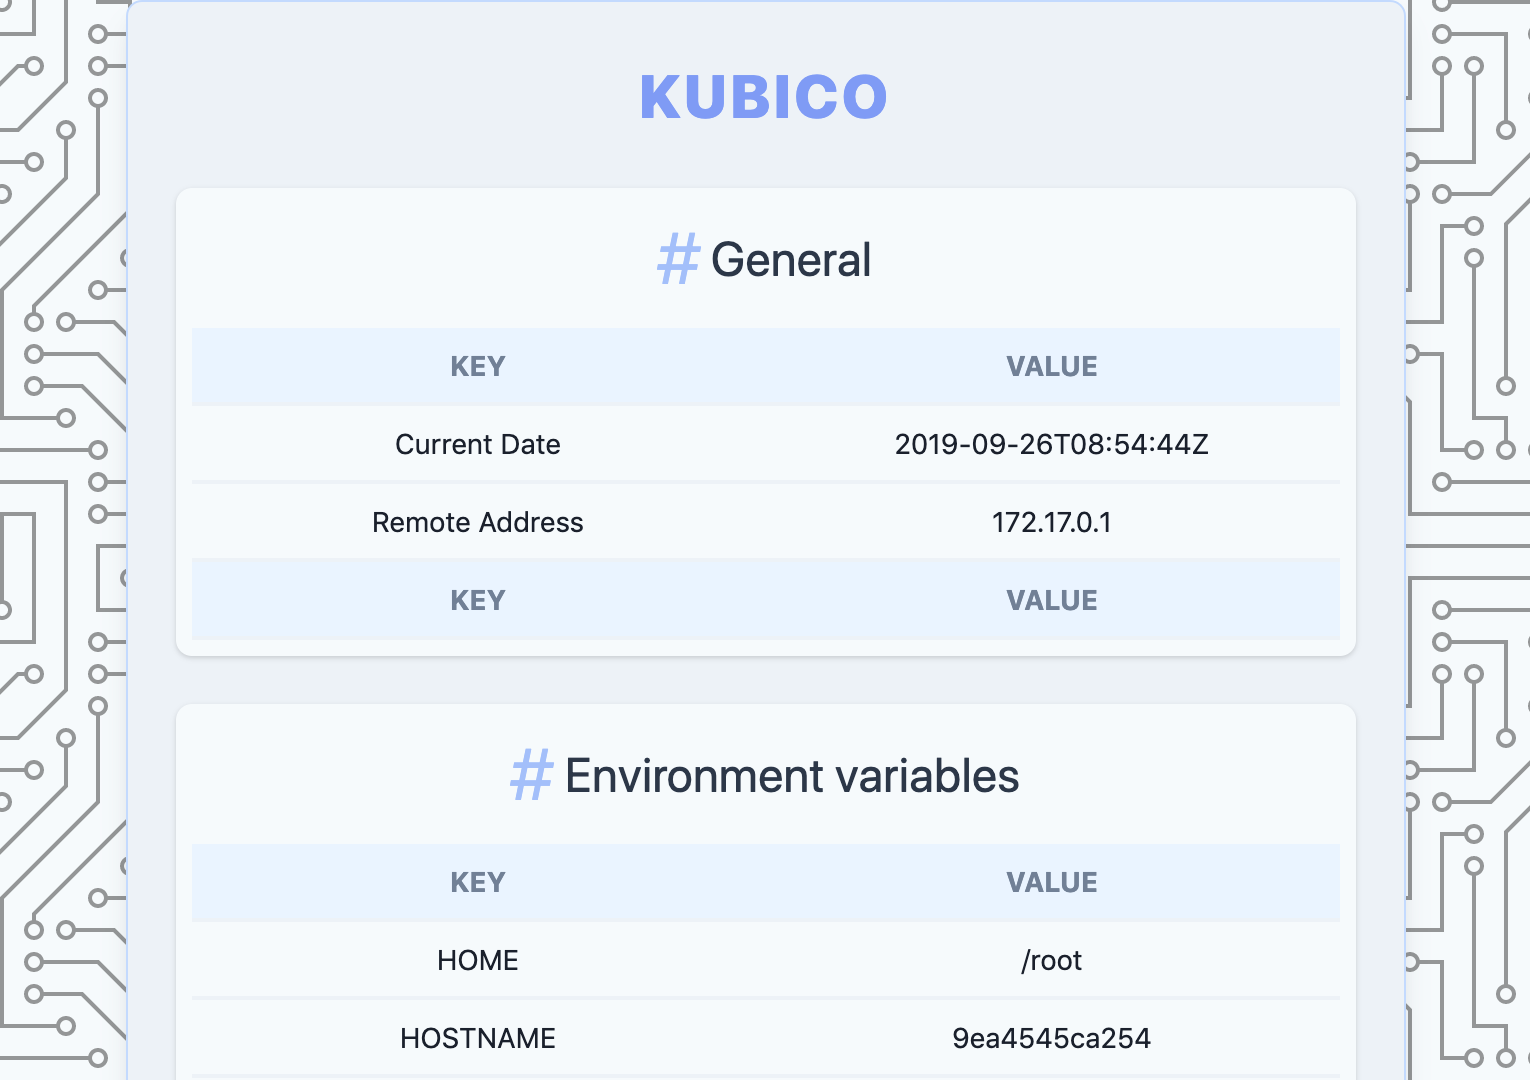 KUBICO
# General
KEY VALUE
Current Date 2019-09-26T08:54:44Z
Remote Address 172.17.0.1
KEY VALUE
# Environment variables
KEY VALUE
HOME /root
HOSTNAME 9ea4545ca254